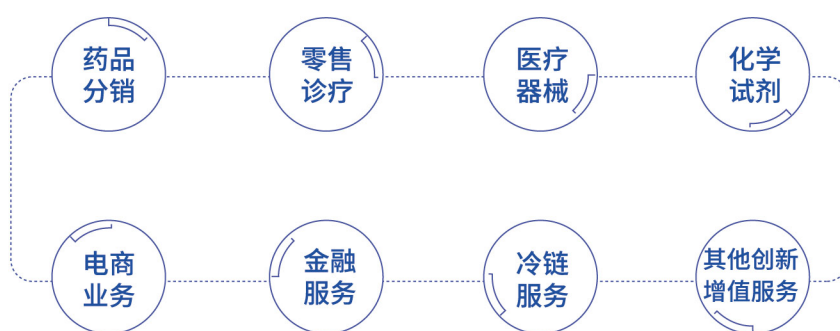 药品
分销
零售
诊疗
医疗
器械
化学
试剂
电商
业务
金融
服务
冷链
服务
其他创新
增值服务